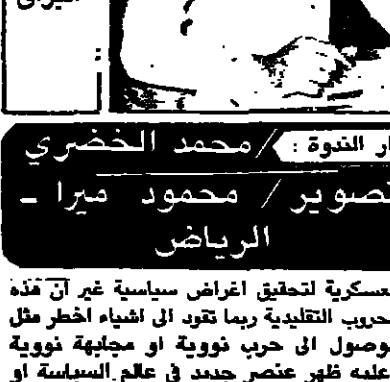 ار الندوة : / محمد الخضري
تصوير / محمود ميرا ـ
الرياض
عسكرية لتحقيق اغراض سياسية غير ان هذه
حروب التقليدية ربما تقود الى اشياء اخطر مثل
وصول الى حرب نووية او مجابهة نووية
عليه ظهر عنصر جديد في عالم السياسة او